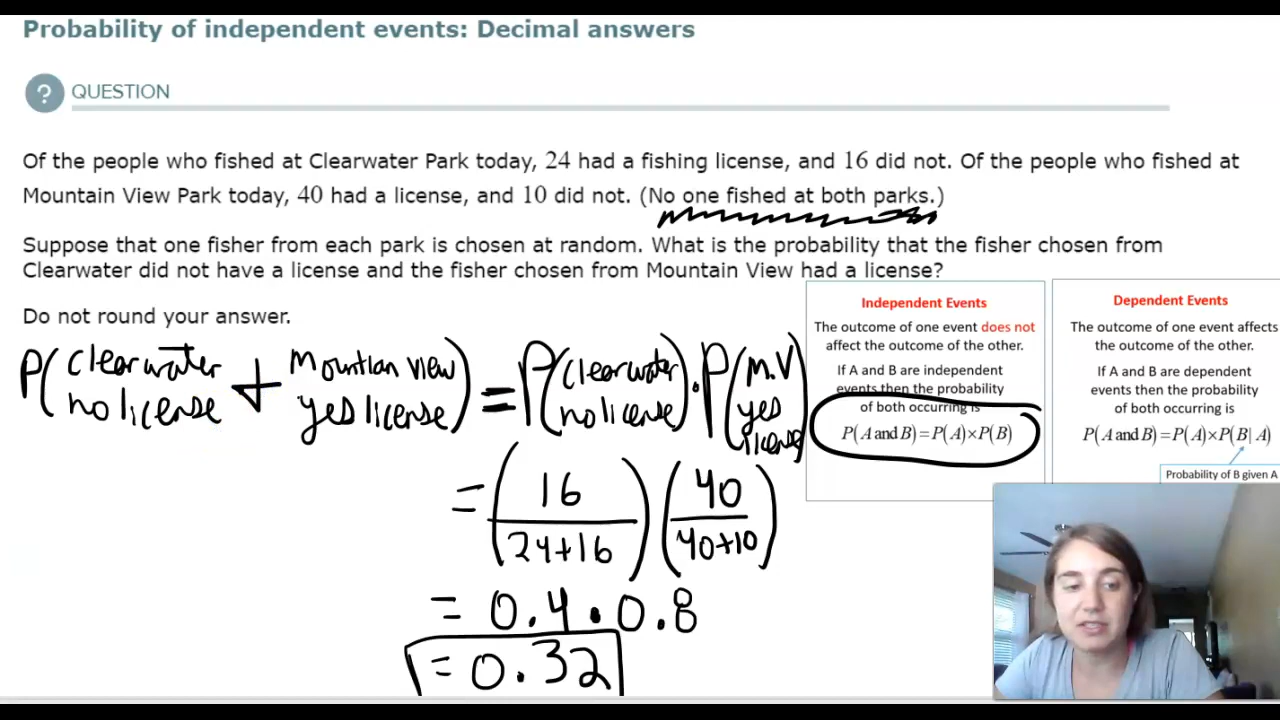 Probability of independent events: Decimal answers
? QUESTION
Of the people who fished at Clearwater Park today, 24 had a fishing license, and 16 did not. Of the people who fished at
Mountain View Park today, 40 had a license, and 10 did not. (No one fished at both parks.)
Suppose that one fisher from each park is chosen at random. What is the probability that the fisher chosen from
Clearwater did not have a license and the fisher chosen from Mountain View had a license?
Do not round your answer.
Independent Events
The outcome of one event does not
affect the outcome of the other.
If A and B are independent
events then the probability
of both occurring is
P(A and B)=P(A)×P(B)
Dependent Events
The outcome of one event affects
the outcome of the other.
If A and B are dependent
events then the probability
of both occurring is
P(A and B)=P(A)×P(B|A)
Probability of B given A
P(clearwater no license + Mountian view yes license) = P(clearwater no license) · P(M.V yes license)
= (16/24+16) (40/40+10)
= 0.4 · 0.8
= 0.32